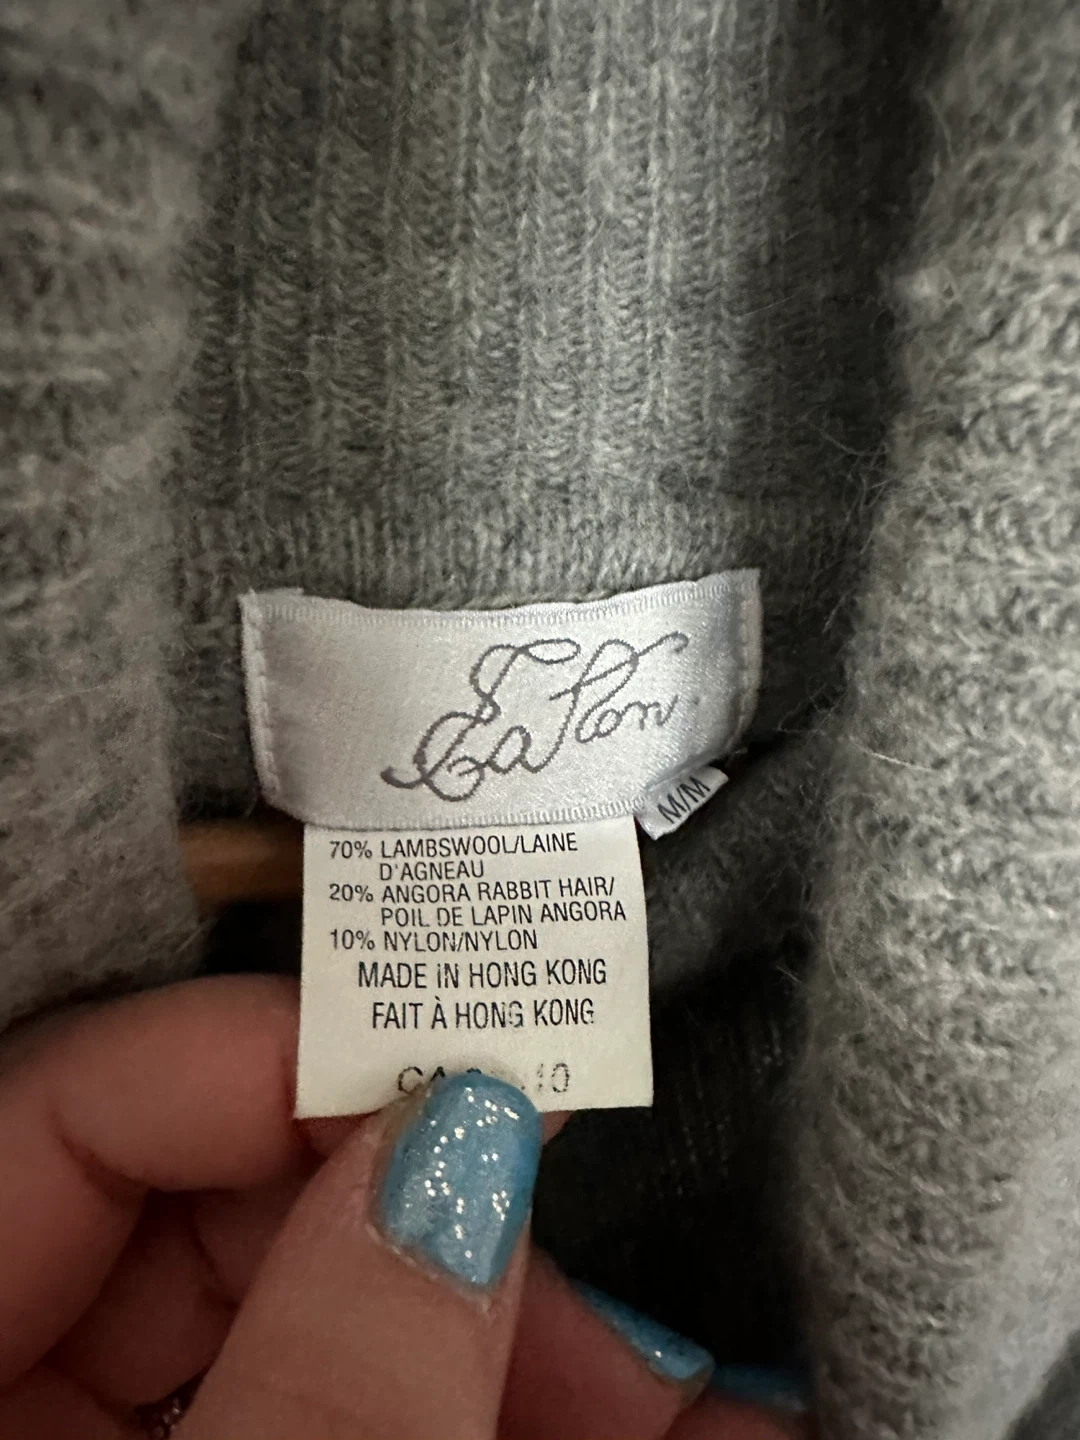 M/M
70% LAMBSWOOL/LAINE
D'AGNEAU
20% ANGORA RABBIT HAIR/
POIL DE LAPIN ANGORA
10% NYLON/NYLON
MADE IN HONG KONG
FAIT À HONG KONG